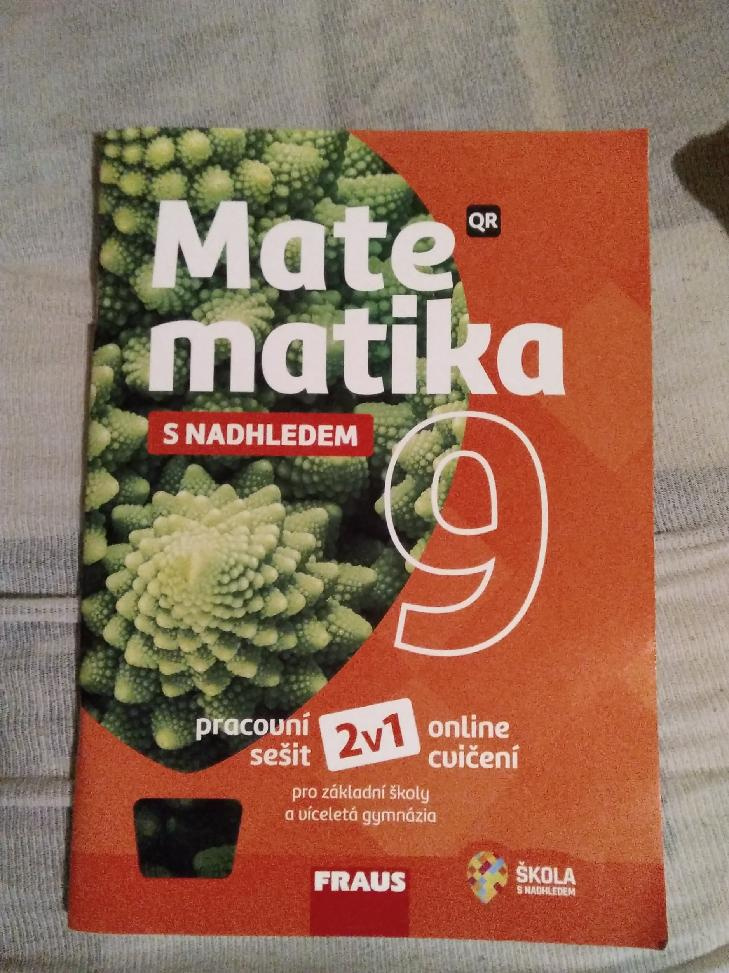 Mate
QR
matika
S NADHLEDEM
9
pracovní
sešit
2v1
online
cvičení
pro základní školy
a víceletá gymnázia
FRAUS
ŠKOLA
S NADHLEDEM